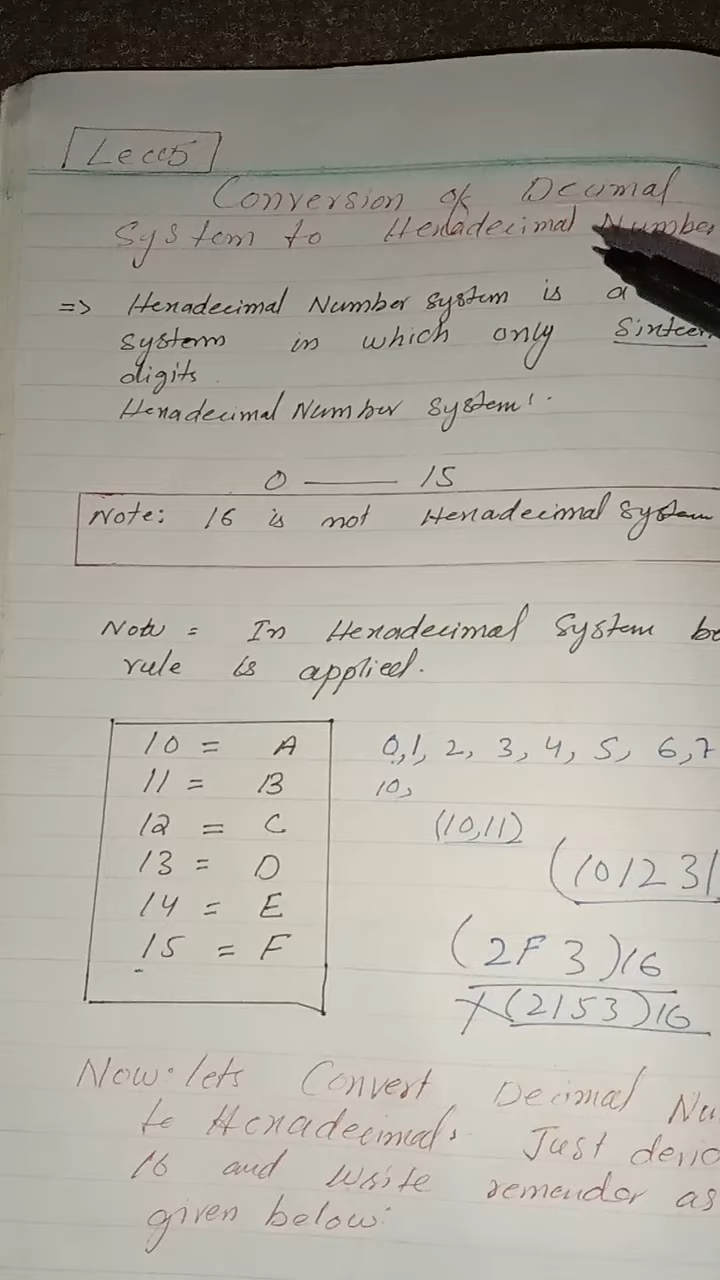 Lec 05
Conversion of Decimal
System to Hexadecimal Number
=> Hexadecimal Number System is a
system in which only Sixteen
digits.
Hexadecimal Number System:.
0 —— 15
Note: 16 is not Hexadecimal System
Note = In Hexadecimal System be
rule is applied.
10 = A
11 = B
12 = C
13 = D
14 = E
15 = F
0,1, 2, 3, 4, 5, 6,7
10,
(10,11)
(10123
(2F3)16
(2153)16
Now lets Convert Decimal Nu
to Hexadecimal. Just devid
16 and write remender as
given below: